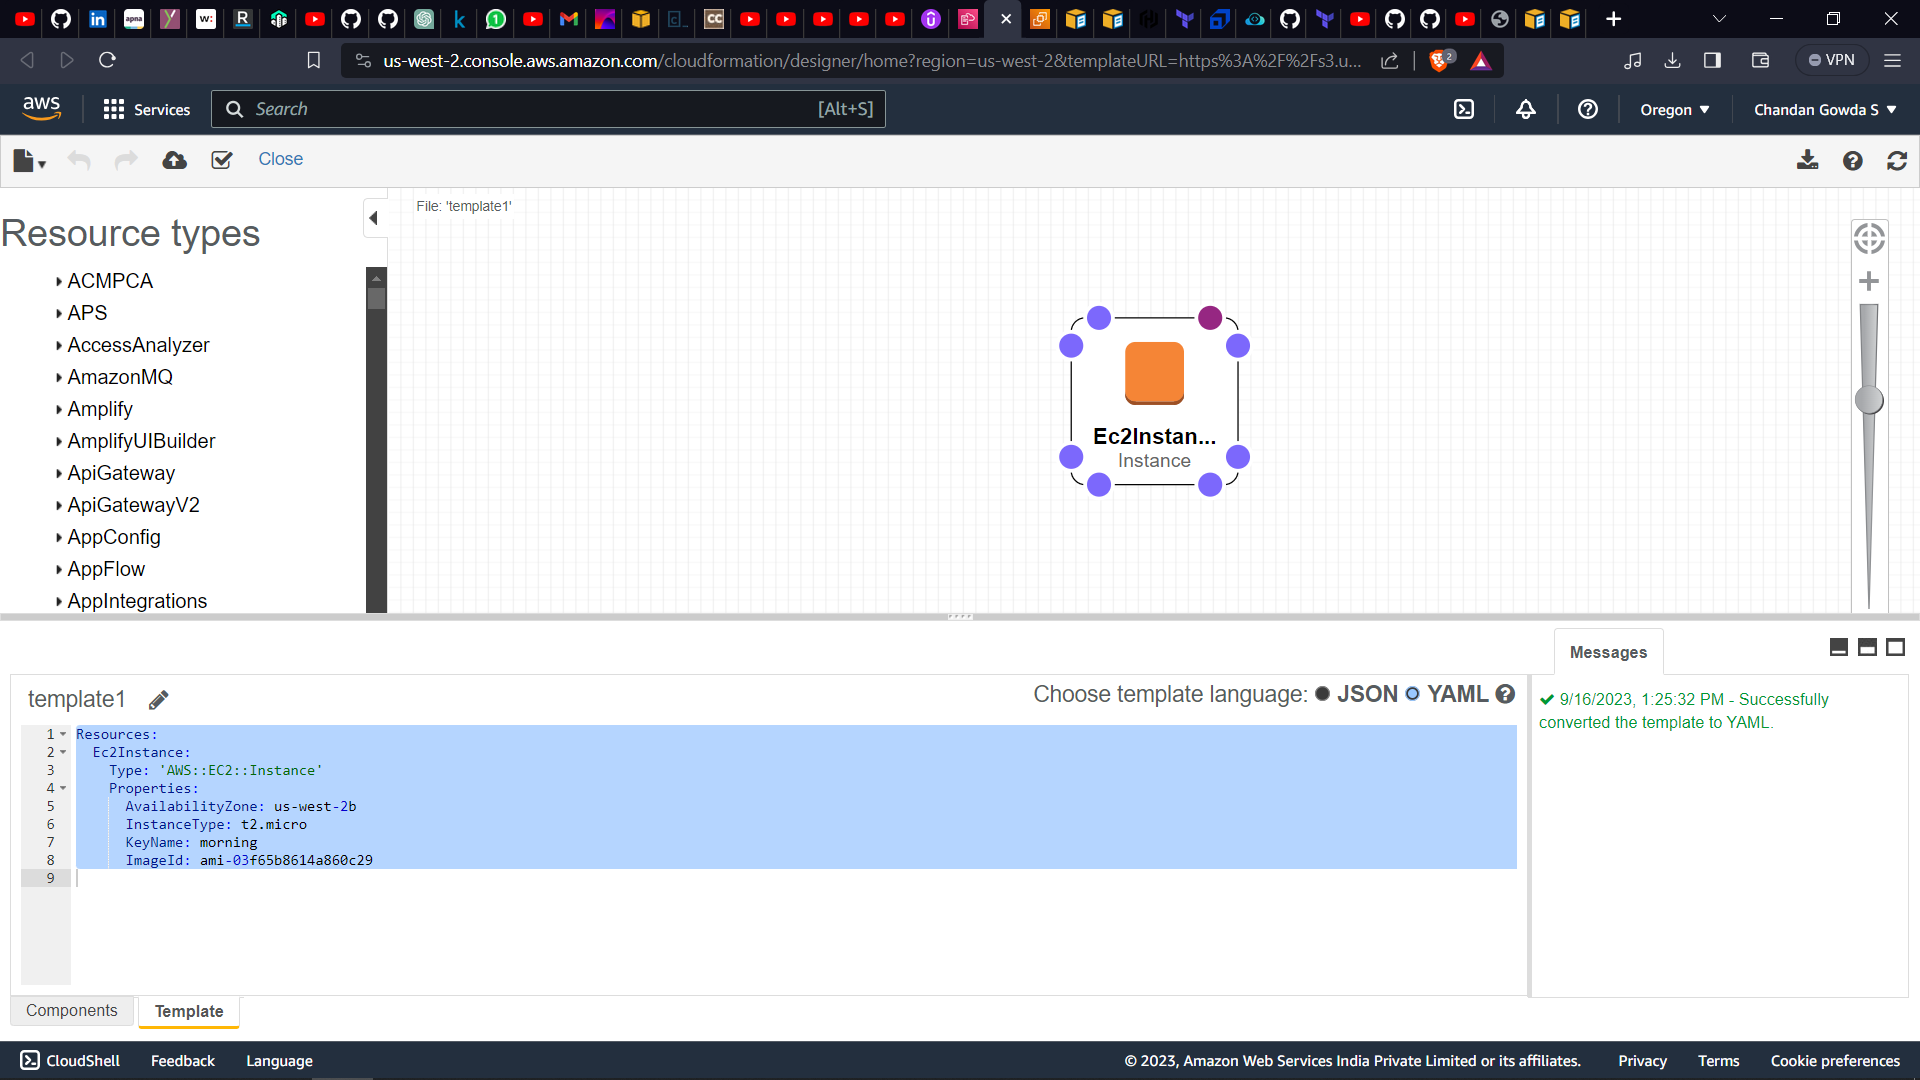 us-west-2.console.aws.amazon.com/cloudformation/designer/home?region=us-west-2&templateURL=https%3A%2F%2Fs3.u...
2
VPN
aws
Services
Search
[Alt+S]
Oregon
Chandan Gowda S
Close
File: 'template1'
Resource types
ACMPCA
APS
AccessAnalyzer
AmazonMQ
Amplify
AmplifyUIBuilder
ApiGateway
ApiGatewayV2
AppConfig
AppFlow
AppIntegrations
Ec2Instan...
Instance
Messages
template1
Choose template language: JSON YAML
9/16/2023, 1:25:32 PM - Successfully
converted the template to YAML.
1 Resources:
2 Ec2Instance:
3 Type: 'AWS::EC2::Instance'
4 Properties:
5 AvailabilityZone: us-west-2b
6 InstanceType: t2.micro
7 KeyName: morning
8 ImageId: ami-03f65b8614a860c29
9
Components
Template
CloudShell
Feedback
Language
© 2023, Amazon Web Services India Private Limited or its affiliates.
Privacy
Terms
Cookie preferences